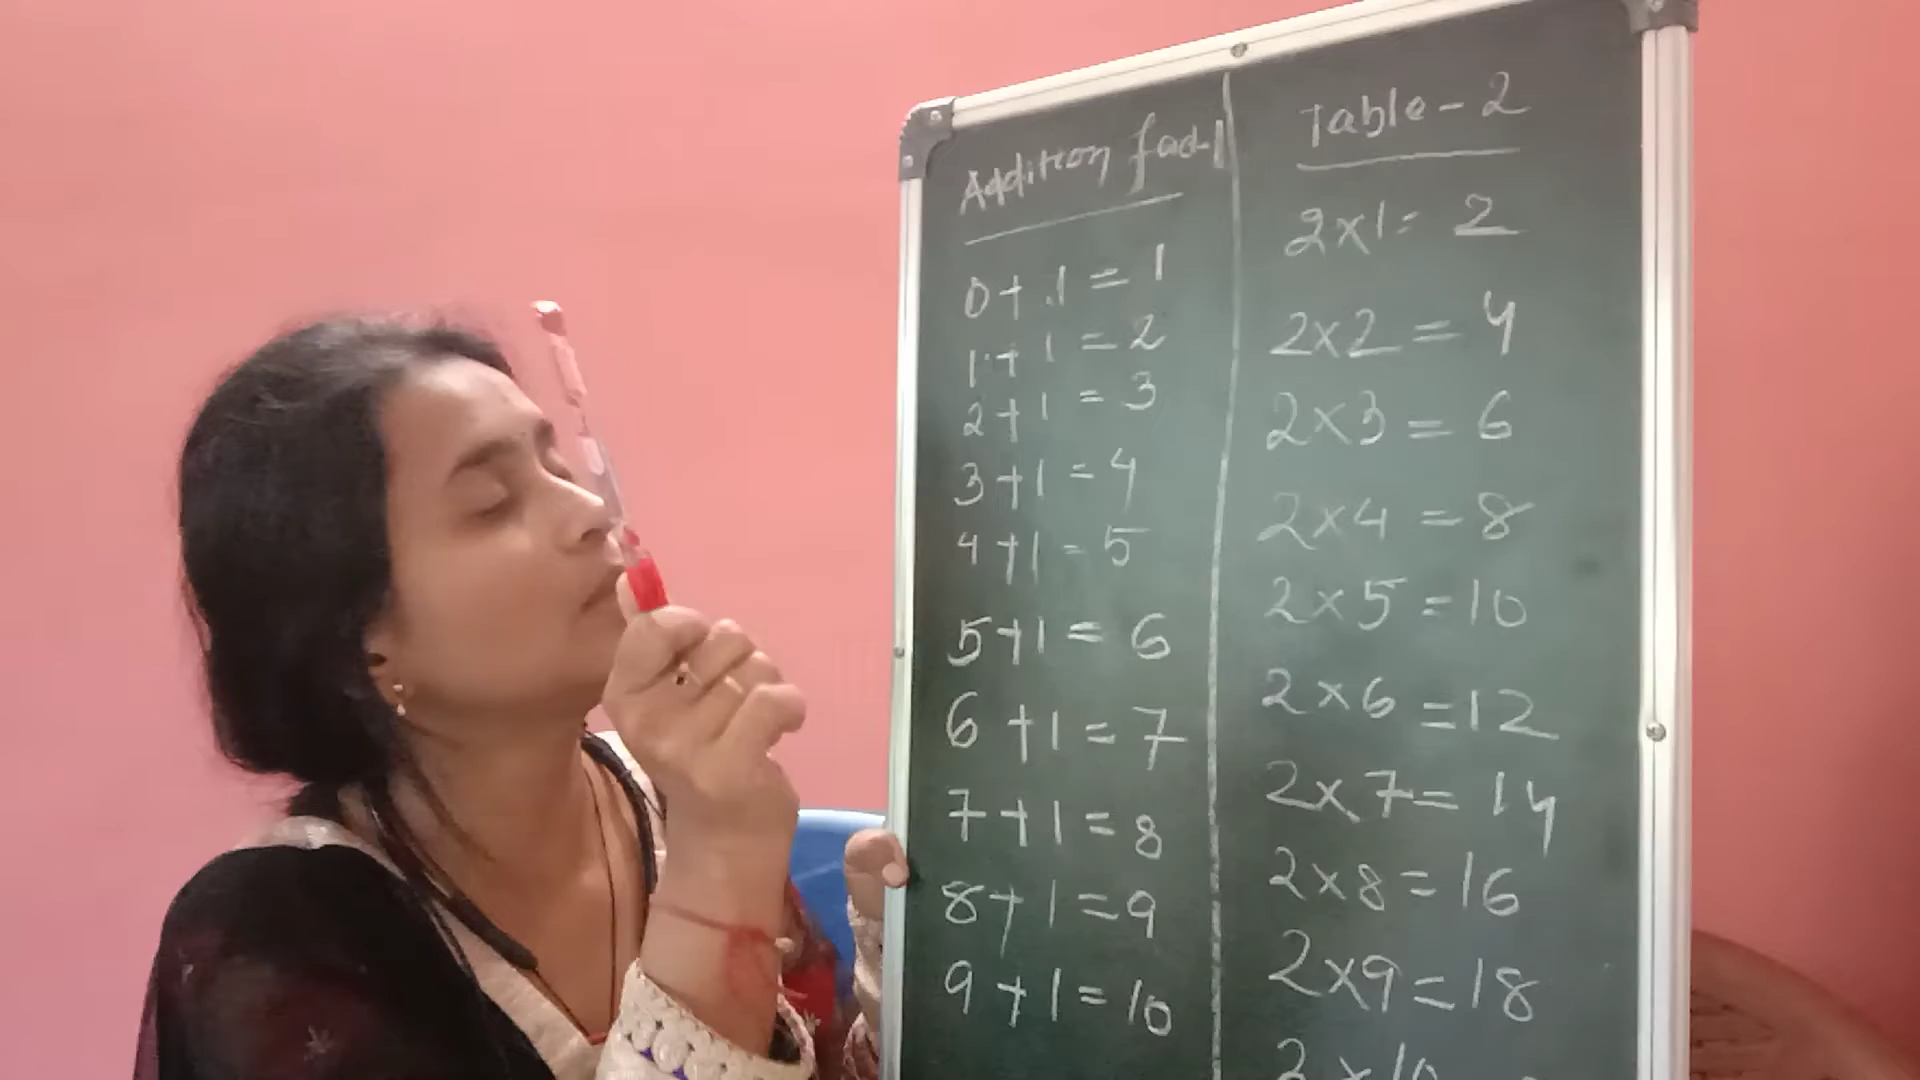 Addition fact
0+1=1
1+1=2
2+1=3
3+1=4
4+1=5
5+1=6
6+1=7
7+1=8
8+1=9
9+1=10
Table-2
2x1=2
2x2=4
2x3=6
2x4=8
2x5=10
2x6=12
2x7=14
2x8=16
2x9=18
2x10